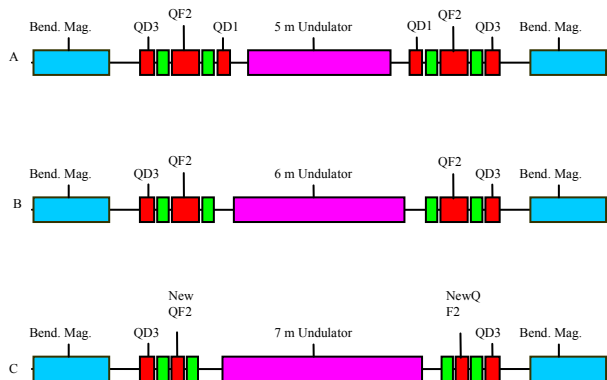 QF2 QF2
Bend. Mag. QD3 QD1 5 m Undulator QD1 QD3 Bend. Mag.
A
Bend. Mag. QD3 QF2 6 m Undulator QF2 QD3 Bend. Mag.
B
New NewQ
QF2 F2
Bend. Mag. QD3 7 m Undulator QD3 Bend. Mag.
C